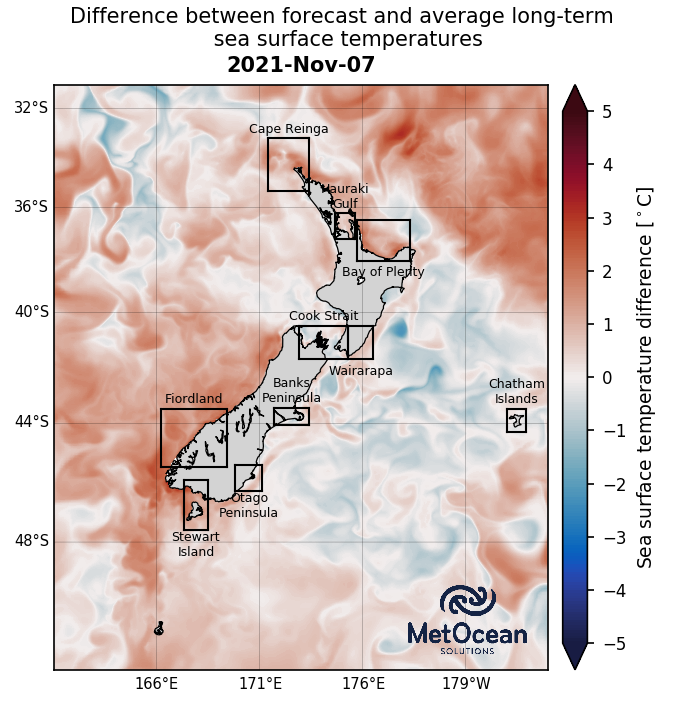 Difference between forecast and average long-term
sea surface temperatures
2021-Nov-07
32°S
36°S
40°S
44°S
48°S
166°E
171°E
176°E
179°W
Cape Reinga
Hauraki
Gulf
Bay of Plenty
Cook Strait
Wairarapa
Banks
Peninsula
Fiordland
Chatham
Islands
Otago
Peninsula
Stewart
Island
MetOcean
SOLUTIONS
5
4
3
2
1
0
−1
−2
−3
−4
−5
Sea surface temperature difference [°C]